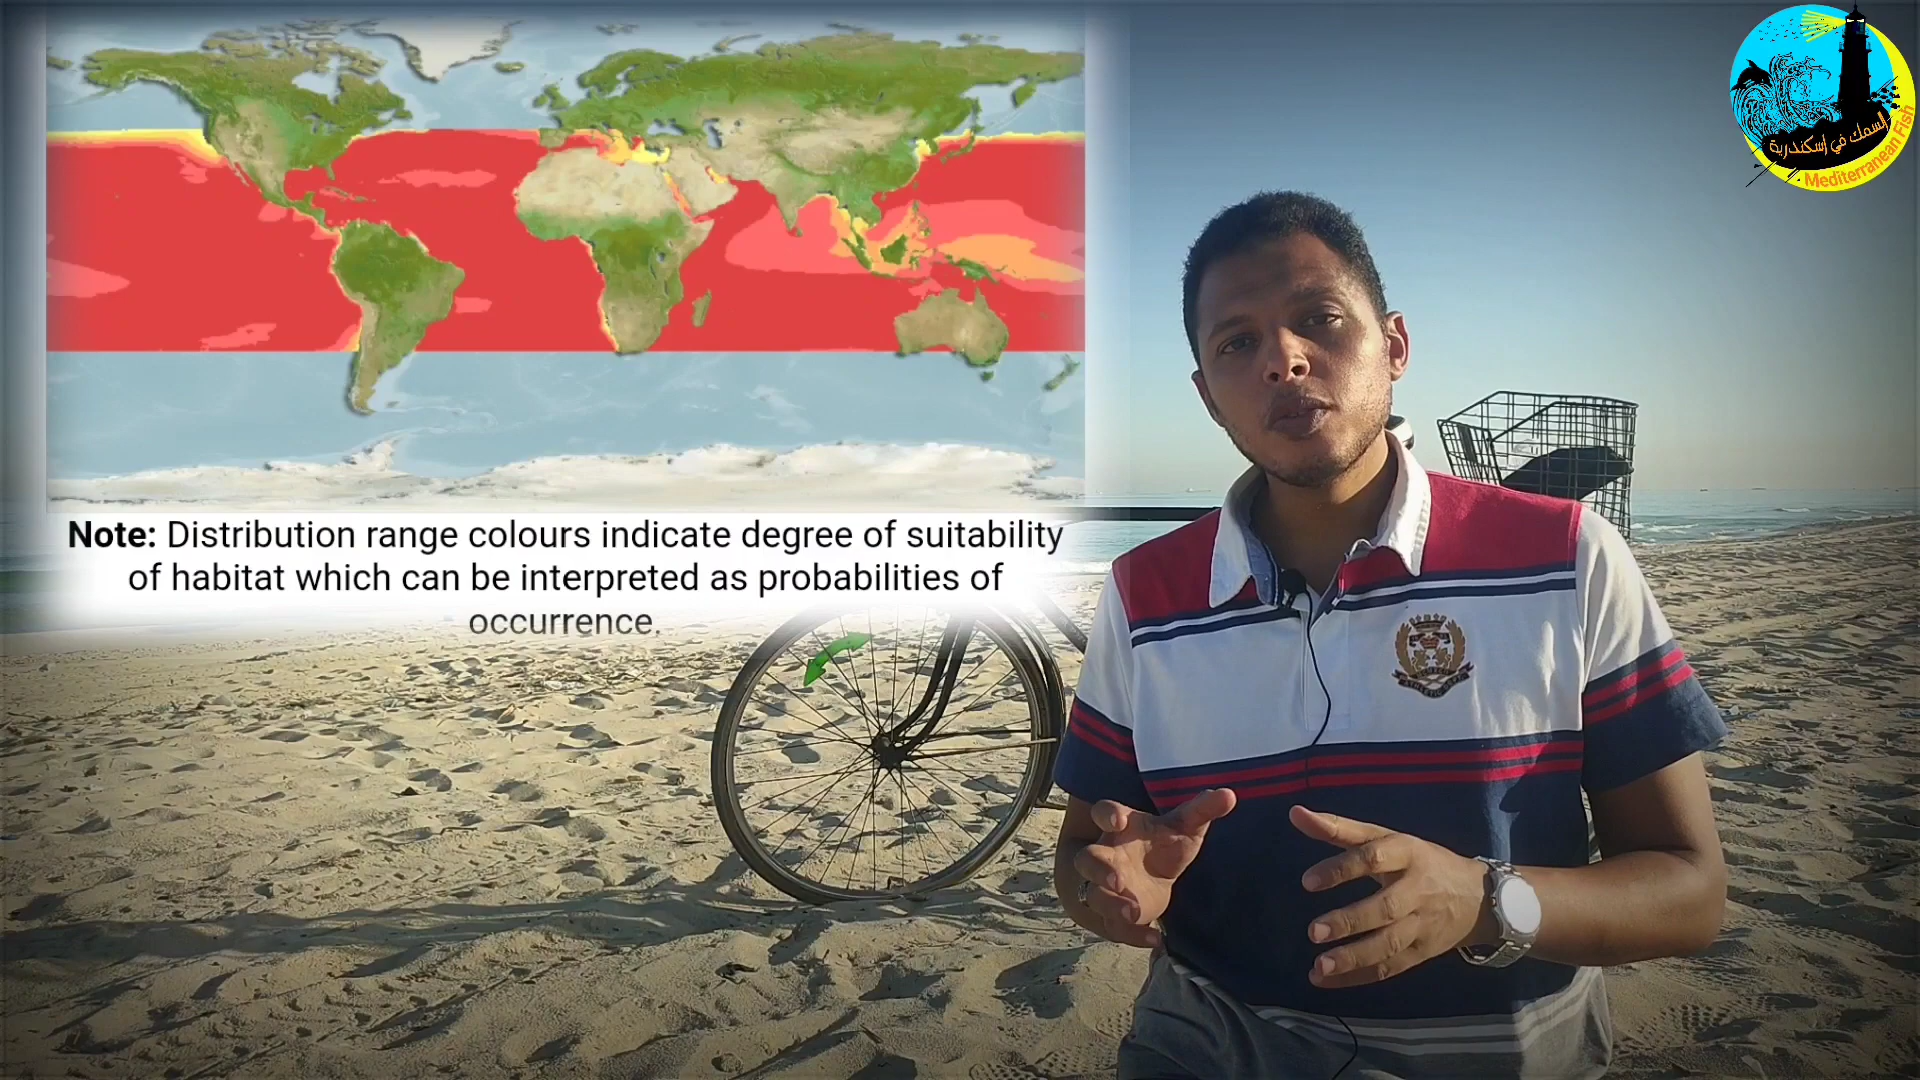 السمك في إسكندرية
Mediterranean Fish
Note: Distribution range colours indicate degree of suitability
of habitat which can be interpreted as probabilities of
occurrence.